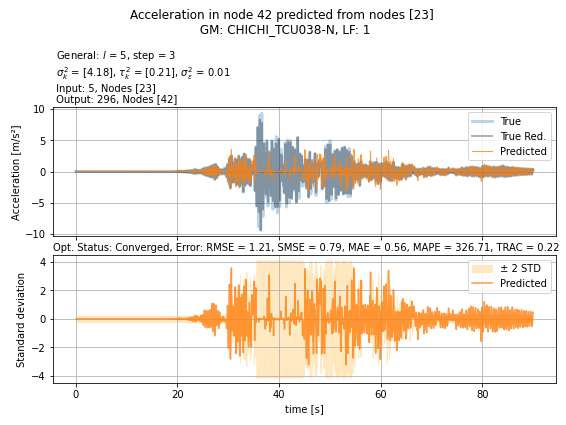 Acceleration in node 42 predicted from nodes [23]
GM: CHICHI_TCU038-N, LF: 1
General: l = 5, step = 3
σ²ₖ = [4.18], τ²ₖ = [0.21], σ²ε = 0.01
Input: 5, Nodes [23]
Output: 296, Nodes [42]
Acceleration [m/s²]
10
5
0
−5
−10
True
True Red.
Predicted
Opt. Status: Converged, Error: RMSE = 1.21, SMSE = 0.79, MAE = 0.56, MAPE = 326.71, TRAC = 0.22
Standard deviation
4
2
0
−2
−4
± 2 STD
Predicted
0 20 40 60 80
time [s]